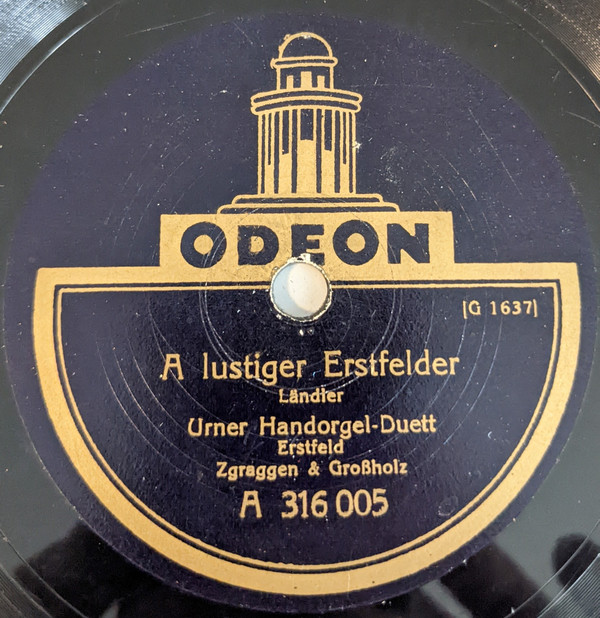 ODEON
[G 1637]
A lustiger Erstfelder
Ländler
Urner Handorgel-Duett
Erstfeld
Zgraggen & Großholz
A 316 005